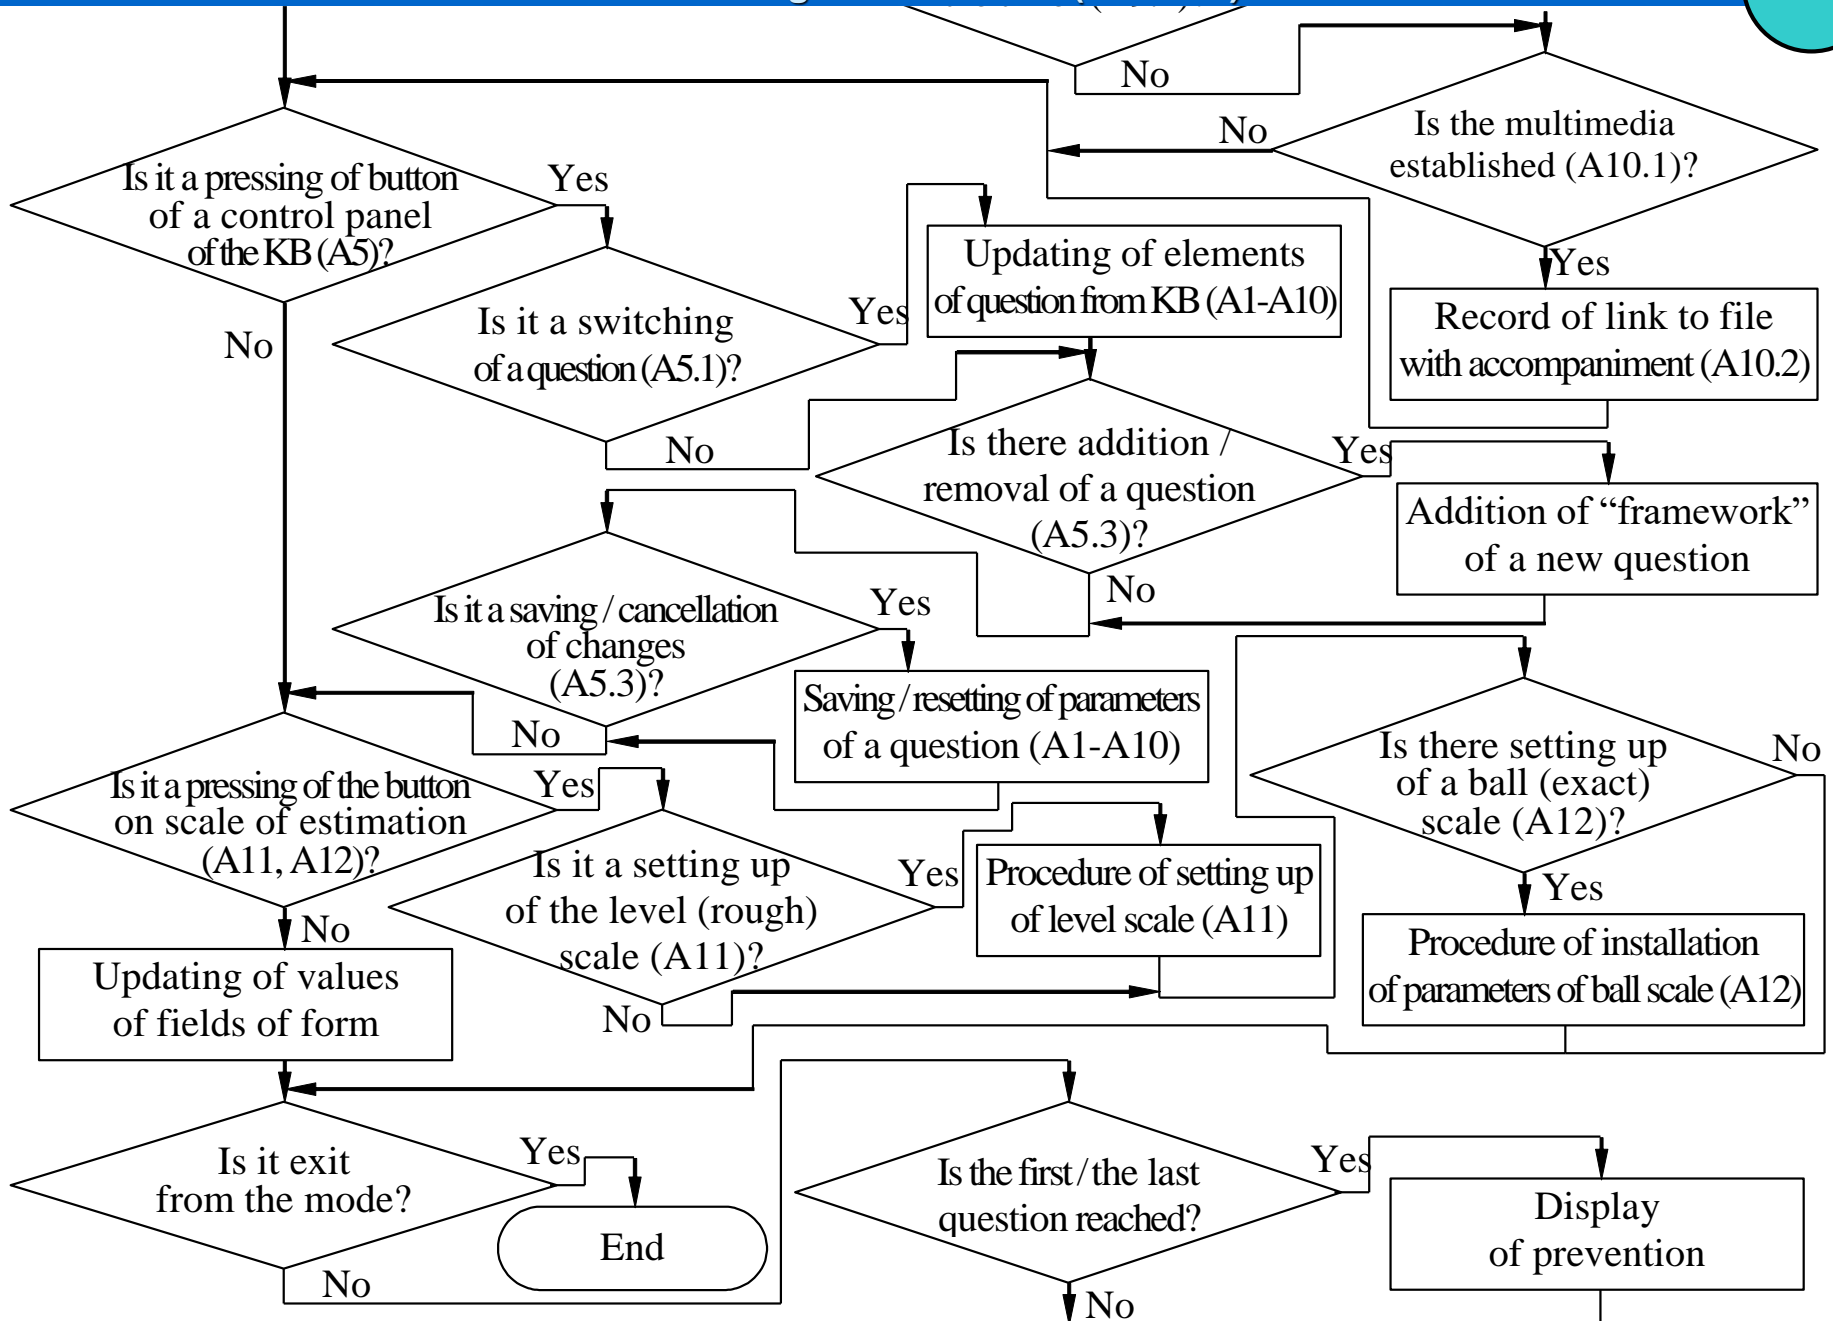 No
Is the multimedia
established (A10.1)?
No
Is it a pressing of button
of a control panel
of the KB (A5)?
Yes
Updating of elements
of question from KB (A1-A10)
Yes
Record of link to file
with accompaniment (A10.2)
Is it a switching
of a question (A5.1)?
Yes
No
No
Is there addition /
removal of a question
(A5.3)?
Yes
Addition of “framework”
of a new question
No
Is it a saving / cancellation
of changes
(A5.3)?
Yes
Saving / resetting of parameters
of a question (A1-A10)
No
Is there setting up
of a ball (exact)
scale (A12)?
No
Is it a pressing of the button
on scale of estimation
(A11, A12)?
Yes
Is it a setting up
of the level (rough)
scale (A11)?
Yes
Procedure of setting up
of level scale (A11)
Yes
Procedure of installation
of parameters of ball scale (A12)
No
Updating of values
of fields of form
No
Is it exit
from the mode?
Yes
End
No
Is the first / the last
question reached?
Yes
Display
of prevention
No